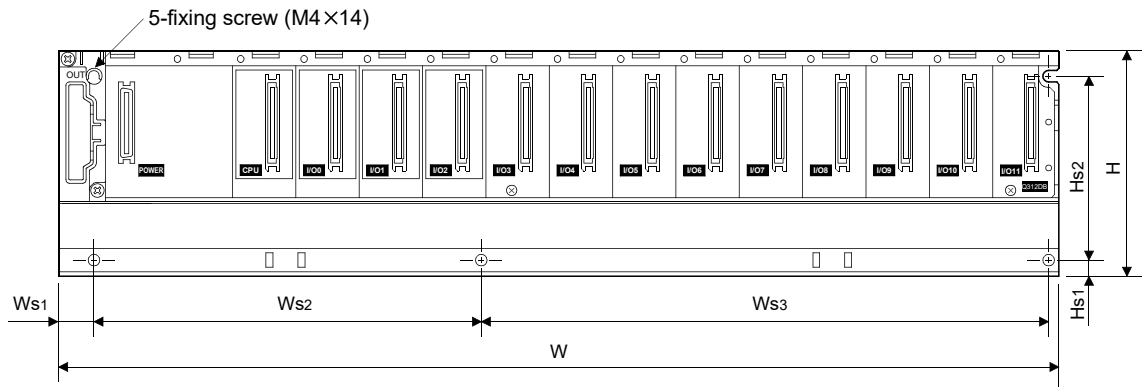 5-fixing screw (M4×14)
OUT
POWER
CPU
I/O0
I/O1
I/O2
I/O3
I/O4
I/O5
I/O6
I/O7
I/O8
I/O9
I/O10
I/O11
Q312DB
Hs2
H
Hs1
Ws1
Ws2
Ws3
W